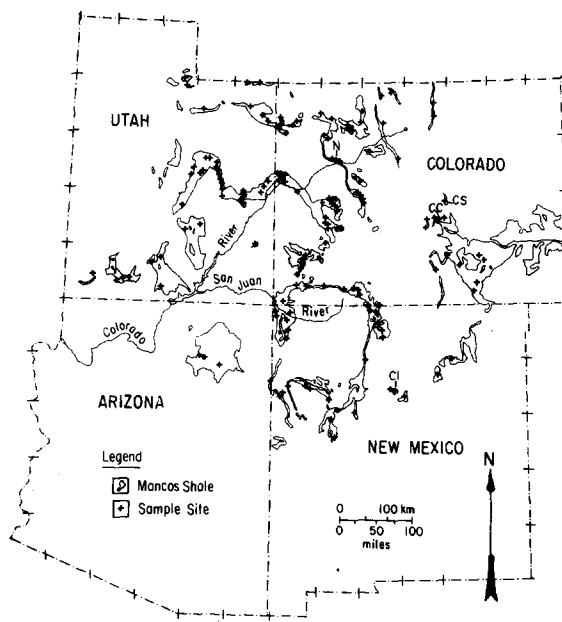 UTAH
COLORADO
N
CC
CS
River
San Juan
River
Colorado
CI
ARIZONA
NEW MEXICO
Legend
Mancos Shale
Sample Site
N
0 100 km
0 50 100
miles